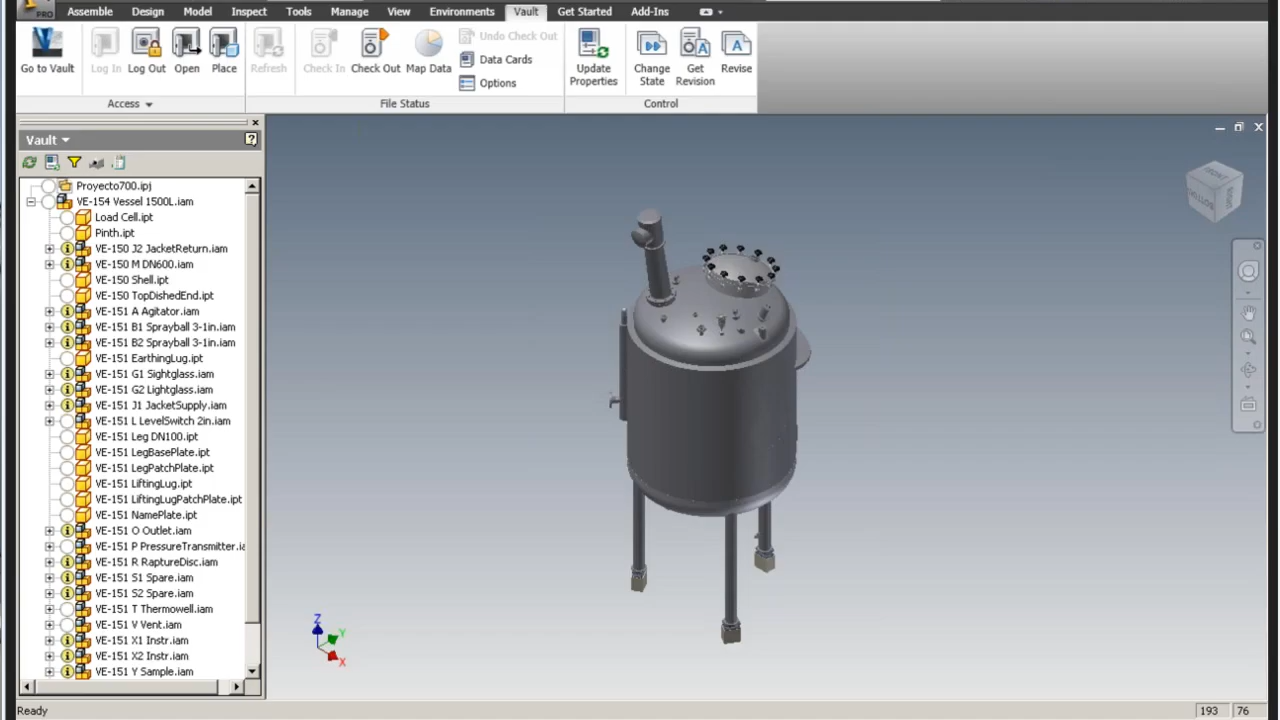 PRO
Assemble Design Model Inspect Tools Manage View Environments Vault Get Started Add-Ins
Go to Vault Log In Log Out Open Place Refresh Check In Check Out Map Data Undo Check Out
Data Cards
Options
Update Properties Change State Get Revision Revise
Access File Status Control
Vault
Proyecto700.ipj
VE-154 Vessel 1500L.iam
Load Cell.ipt
Pinth.ipt
VE-150 J2 JacketReturn.iam
VE-150 M DN600.iam
VE-150 Shell.ipt
VE-150 TopDishedEnd.ipt
VE-151 A Agitator.iam
VE-151 B1 Sprayball 3-1in.iam
VE-151 B2 Sprayball 3-1in.iam
VE-151 EarthingLug.ipt
VE-151 G1 Sightglass.iam
VE-151 G2 Lightglass.iam
VE-151 J1 JacketSupply.iam
VE-151 L LevelSwitch 2in.iam
VE-151 Leg DN100.ipt
VE-151 LegBasePlate.ipt
VE-151 LegPatchPlate.ipt
VE-151 LiftingLug.ipt
VE-151 LiftingLugPatchPlate.ipt
VE-151 NamePlate.ipt
VE-151 O Outlet.iam
VE-151 P PressureTransmitter.ia
VE-151 R RaptureDisc.iam
VE-151 S1 Spare.iam
VE-151 S2 Spare.iam
VE-151 T Thermowell.iam
VE-151 V Vent.iam
VE-151 X1 Instr.iam
VE-151 X2 Instr.iam
VE-151 Y Sample.iam
FRONT
BOTTOM
Z
Y
X
Ready 193 76